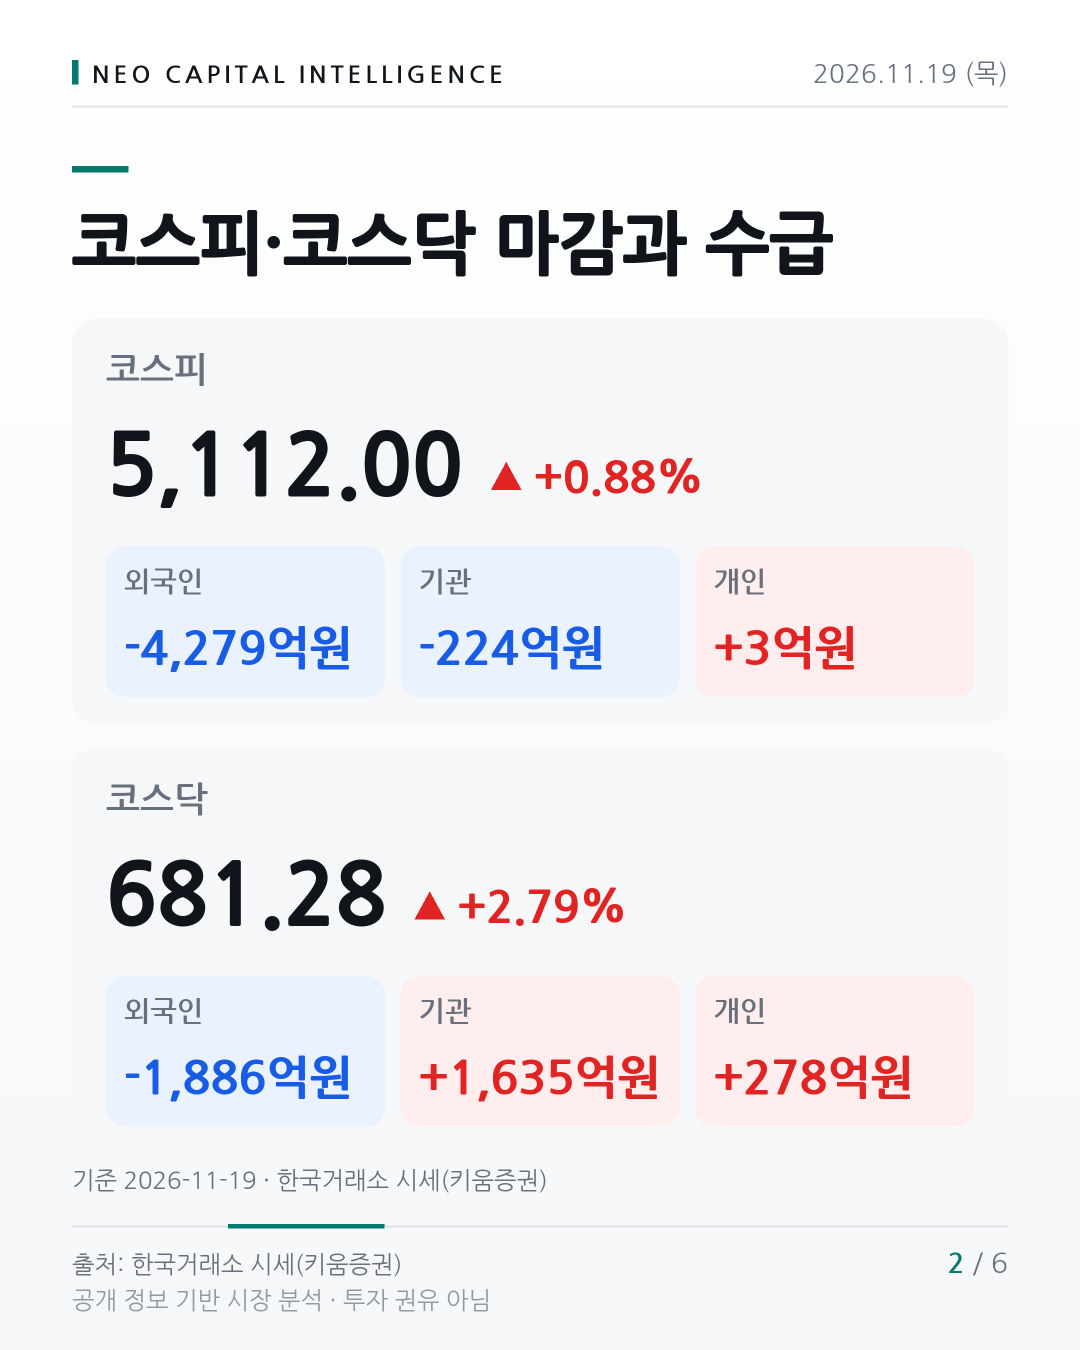 NEO CAPITAL INTELLIGENCE 2026.11.19 (목)
코스피·코스닥 마감과 수급
코스피
5,112.00 ▲ +0.88%
외국인 기관 개인
-4,279억원 -224억원 +3억원
코스닥
681.28 ▲ +2.79%
외국인 기관 개인
-1,886억원 +1,635억원 +278억원
기준 2026-11-19 · 한국거래소 시세(키움증권)
출처: 한국거래소 시세(키움증권) 2 / 6
공개 정보 기반 시장 분석 · 투자 권유 아님